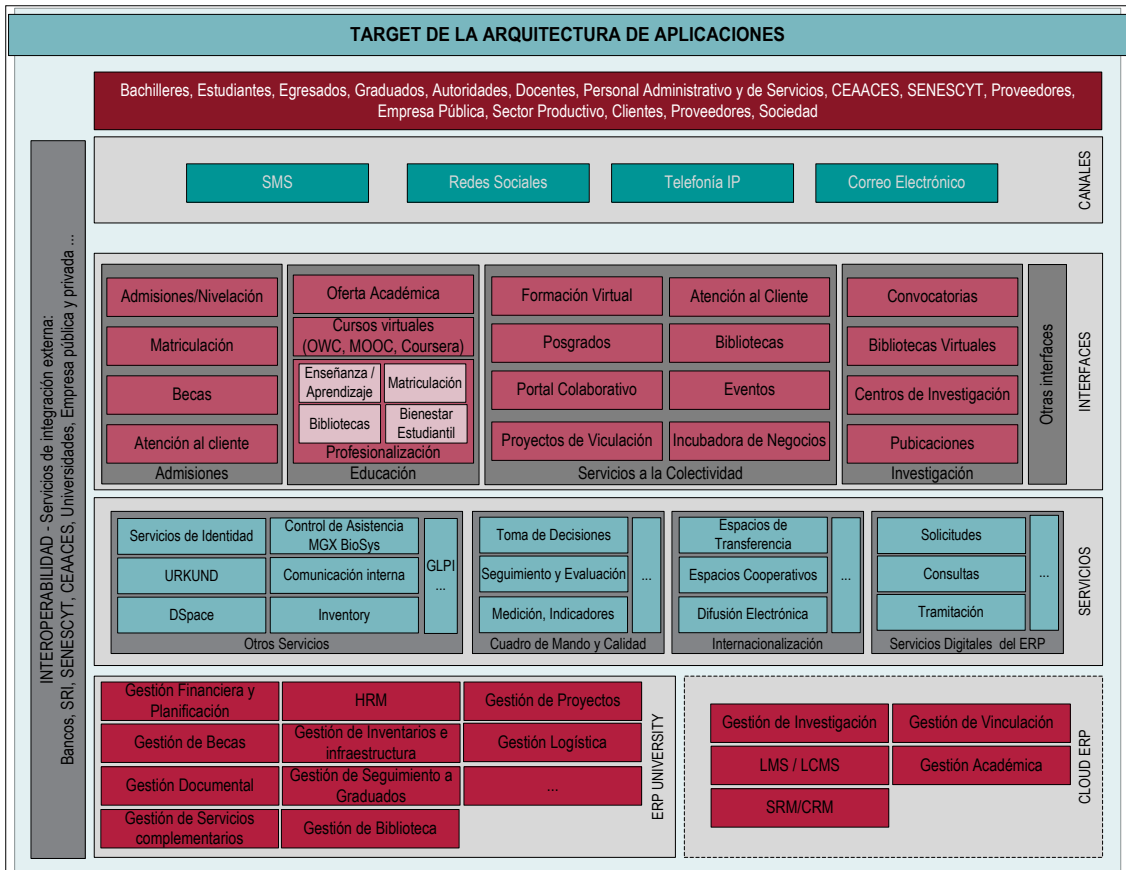 TARGET DE LA ARQUITECTURA DE APLICACIONES
Bachilleres, Estudiantes, Egresados, Graduados, Autoridades, Docentes, Personal Administrativo y de Servicios, CEAACES, SENESCYT, Proveedores,
Empresa Pública, Sector Productivo, Clientes, Proveedores, Sociedad
INTEROPERABILIDAD - Servicios de integración externa:
Bancos, SRI, SENESCYT, CEAACES, Universidades, Empresa pública y privada ...
SMS
Redes Sociales
Telefonía IP
Correo Electrónico
CANALES
Admisiones/Nivelación
Matriculación
Becas
Atención al cliente
Admisiones
Oferta Académica
Cursos virtuales
(OWC, MOOC, Coursera)
Enseñanza /
Aprendizaje
Matriculación
Bibliotecas
Bienestar
Estudiantil
Profesionalización
Educación
Formación Virtual
Atención al Cliente
Posgrados
Bibliotecas
Portal Colaborativo
Eventos
Proyectos de Viculación
Incubadora de Negocios
Servicios a la Colectividad
Convocatorias
Bibliotecas Virtuales
Centros de Investigación
Pubicaciones
Investigación
Otras interfaces
INTERFACES
Servicios de Identidad
Control de Asistencia
MGX BioSys
URKUND
Comunicación interna
DSpace
Inventory
GLPI
...
Otros Servicios
Toma de Decisiones
Seguimiento y Evaluación
Medición, Indicadores
...
Cuadro de Mando y Calidad
Espacios de
Transferencia
Espacios Cooperativos
Difusión Electrónica
...
Internacionalización
Solicitudes
Consultas
Tramitación
...
Servicios Digitales del ERP
SERVICIOS
Gestión Financiera y
Planificación
HRM
Gestión de Proyectos
Gestión de Becas
Gestión de Inventarios e
infraestructura
Gestión Logística
Gestión Documental
Gestión de Seguimiento a
Graduados
...
Gestión de Servicios
complementarios
Gestión de Biblioteca
ERP UNIVERSITY
Gestión de Investigación
Gestión de Vinculación
LMS / LCMS
Gestión Académica
SRM/CRM
CLOUD ERP